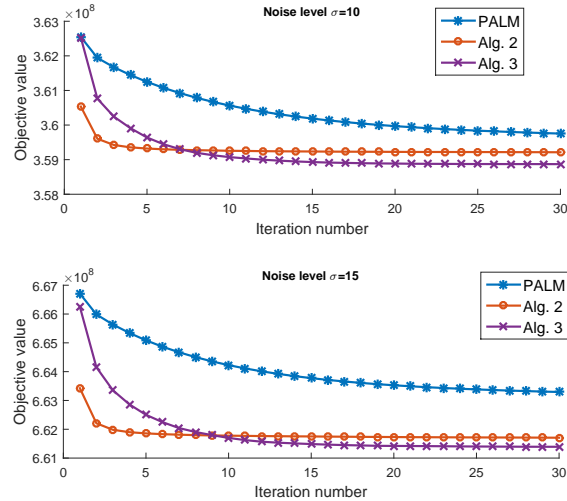 ×10⁸
Noise level σ=10
3.63
3.62
3.61
3.6
3.59
3.58
Objective value
PALM
Alg. 2
Alg. 3
0 5 10 15 20 25 30
Iteration number
×10⁸
Noise level σ=15
6.67
6.66
6.65
6.64
6.63
6.62
6.61
Objective value
PALM
Alg. 2
Alg. 3
0 5 10 15 20 25 30
Iteration number